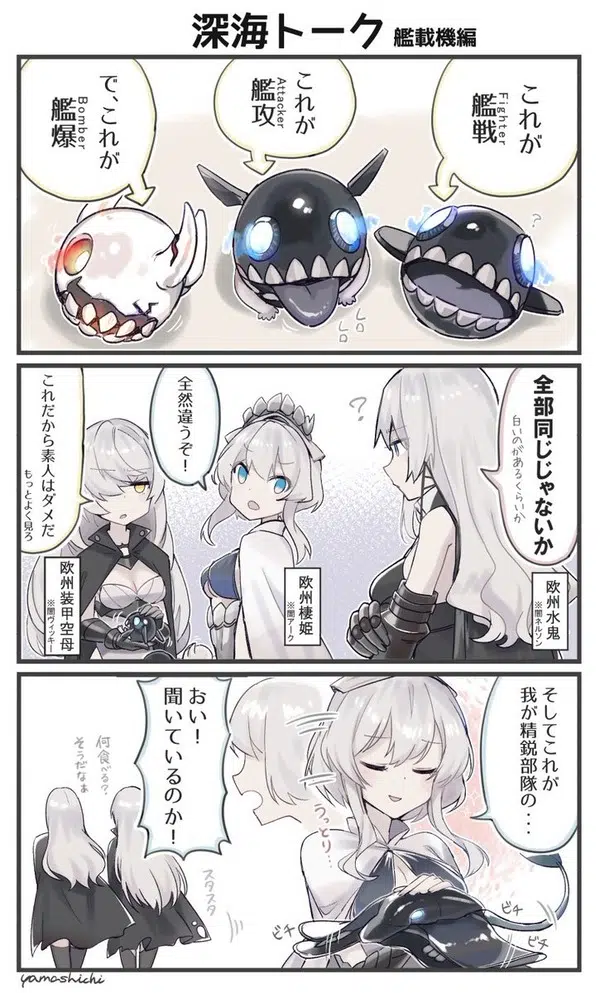 深海トーク 艦載機編
これが
艦戦
Fighter
これが
艦攻
Attacker
で、これが
艦爆
Bomber
?
レロ
レロ
全部同じじゃないか
白いのがあるくらいか
?
全然違うぞ!
これだから素人はダメだ
もっとよく見ろ
欧州水鬼
※闇ネルソン
欧州棲姫
※闇アーク
欧州装甲空母
※闇ヴィッキー
そしてこれが
我が精鋭部隊の...
うっとり...
ビチ
ビチ
ビチ
おい!
聞いているのか!
スタスタ
何食べる?
そうだなぁ
yamashichi